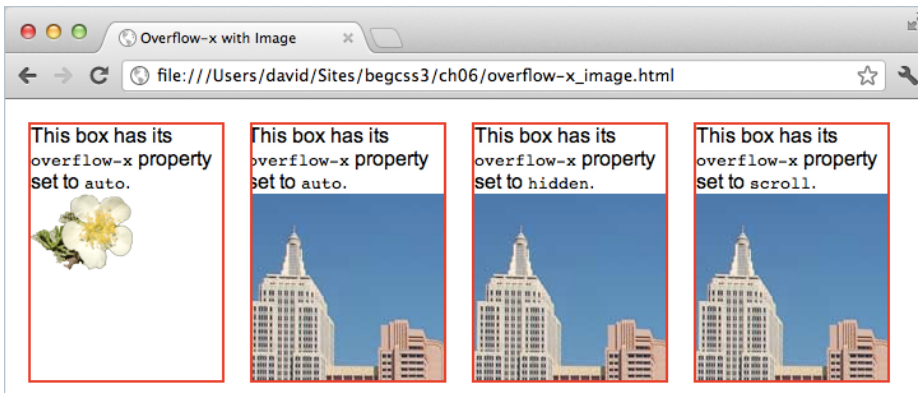 Overflow-x with Image
file:///Users/david/Sites/begcss3/ch06/overflow-x_image.html
This box has its
overflow-x property
set to auto.
This box has its
overflow-x property
set to auto.
This box has its
overflow-x property
set to hidden.
This box has its
overflow-x property
set to scroll.